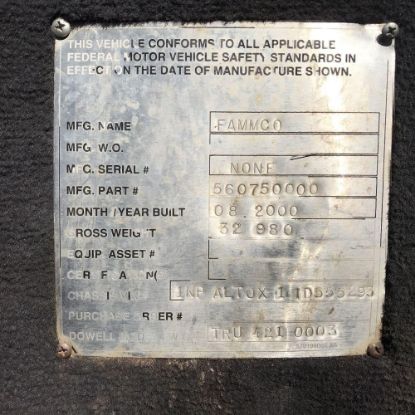 THIS VEHICLE CONFORMS TO ALL APPLICABLE
FEDERAL MOTOR VEHICLE SAFETY STANDARDS IN
EFFECT ON THE DATE OF MANUFACTURE SHOWN.
MFG. NAME FAMMCO
MFG W.O.
MFG. SERIAL # NONE
MFG. PART # 560750000
MONTH / YEAR BUILT 08 2000
GROSS WEIGHT 32 980
EQUIP. ASSET #
PURCHASE #
DOWELL TRU 421-0003